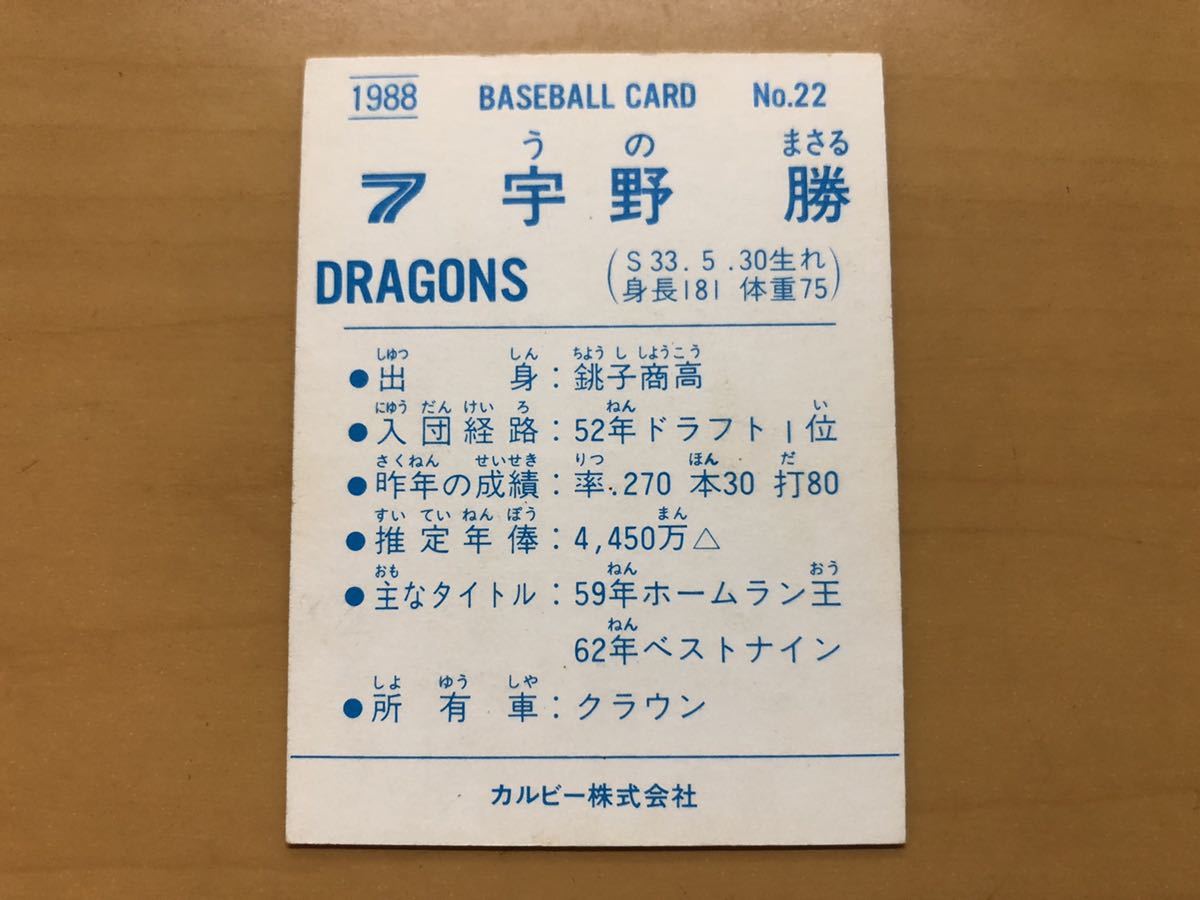 1988 BASEBALL CARD No.22
うの まさる
7 宇野 勝
DRAGONS
(S33.5.30生れ
身長181 体重75)
しゆつ しん ちよう し しようこう
●出身：銚子商高
にゆう だん けい ろ ねん い
●入団経路：52年ドラフト1位
さくねん せいせき りつ ほん だ
●昨年の成績：率.270 本30 打80
すい てい ねん ぽう まん
●推定年俸：4,450万△
おも ねん おう
●主なタイトル：59年ホームラン王
ねん
62年ベストナイン
しよ ゆう しや
●所有車：クラウン
カルビー株式会社